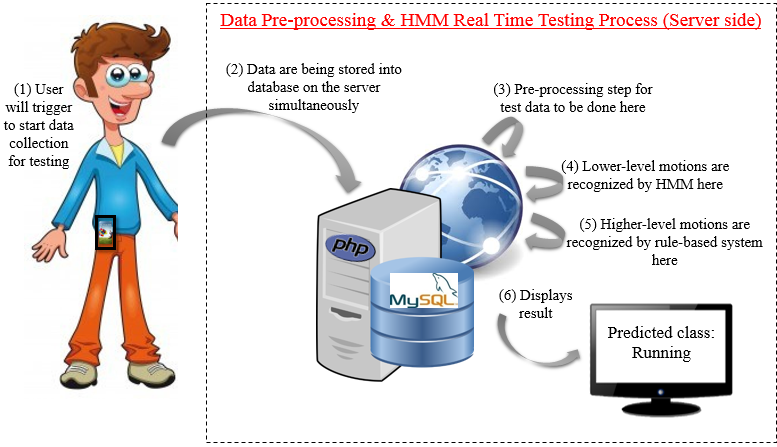 Data Pre-processing & HMM Real Time Testing Process (Server side)
(1) User
will trigger
to start data
collection
for testing
(2) Data are being stored into
database on the server
simultaneously
(3) Pre-processing step for
test data to be done here
(4) Lower-level motions are
recognized by HMM here
(5) Higher-level motions are
recognized by rule-based system
here
php
MySQL
(6) Displays
result
Predicted class:
Running